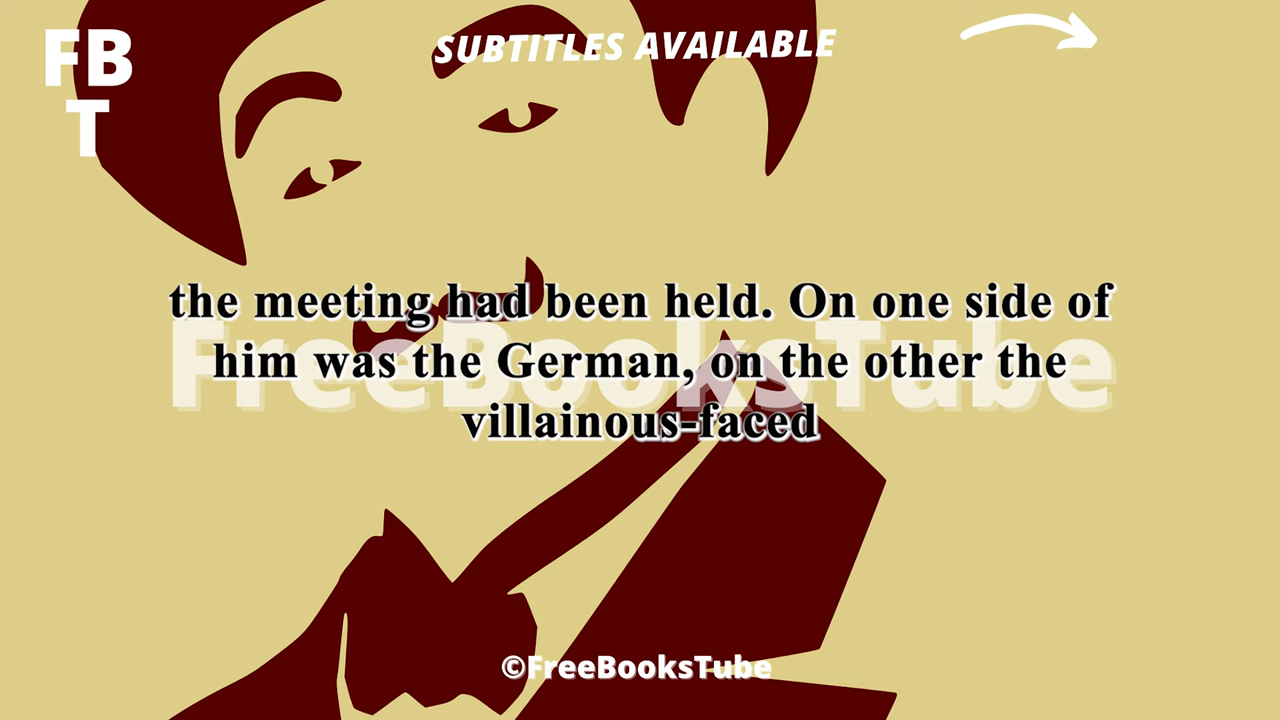 FB
T
SUBTITLES AVAILABLE
the meeting had been held. On one side of
him was the German, on the other the
villainous-faced
FreeBooksTube
©FreeBooksTube